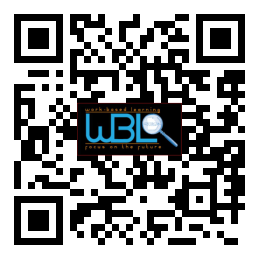 work-based learning
WBL
focus on the future